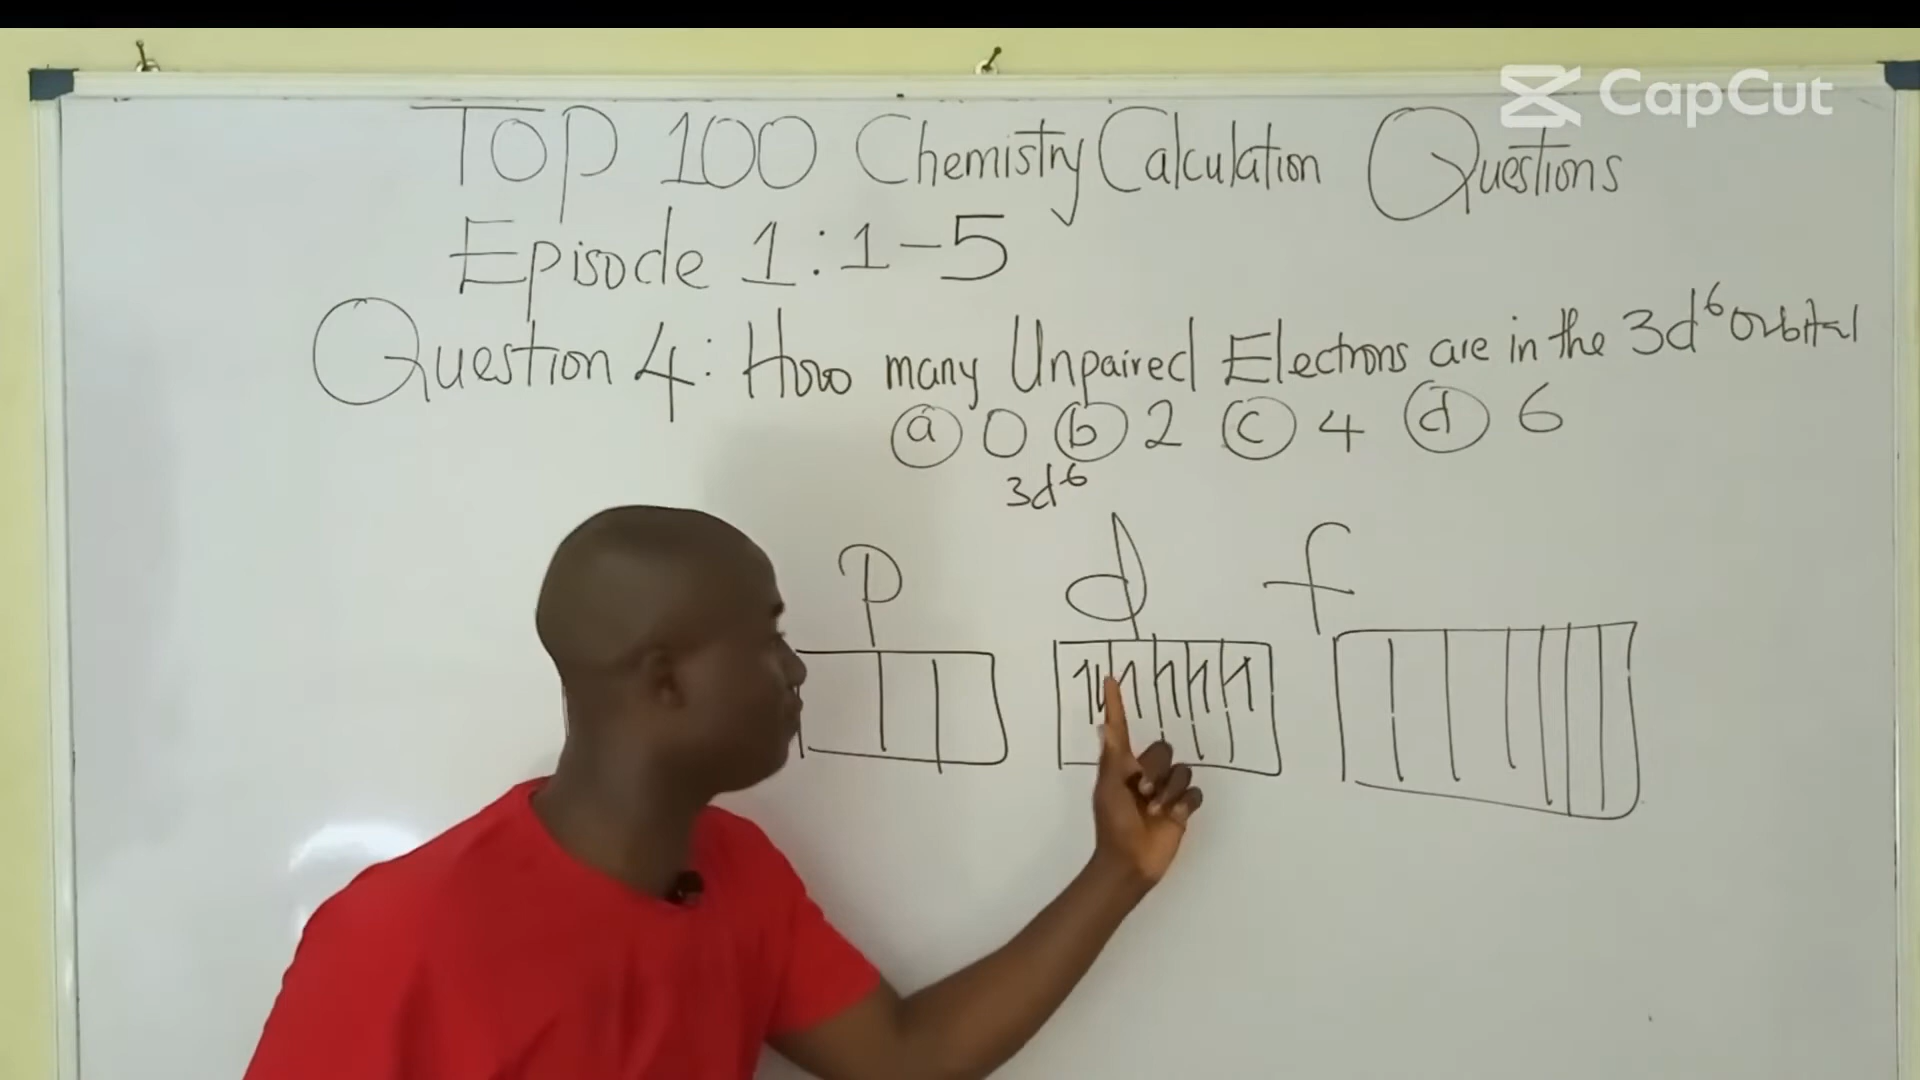 CapCut
TOP 100 Chemistry Calculation Questions
Episode 1:1-5
Question 4: How many Unpaired Electrons are in the 3d⁶ orbital
ⓐ 0 ⓑ 2 ⓒ 4 ⓓ 6
3d⁶
P d f